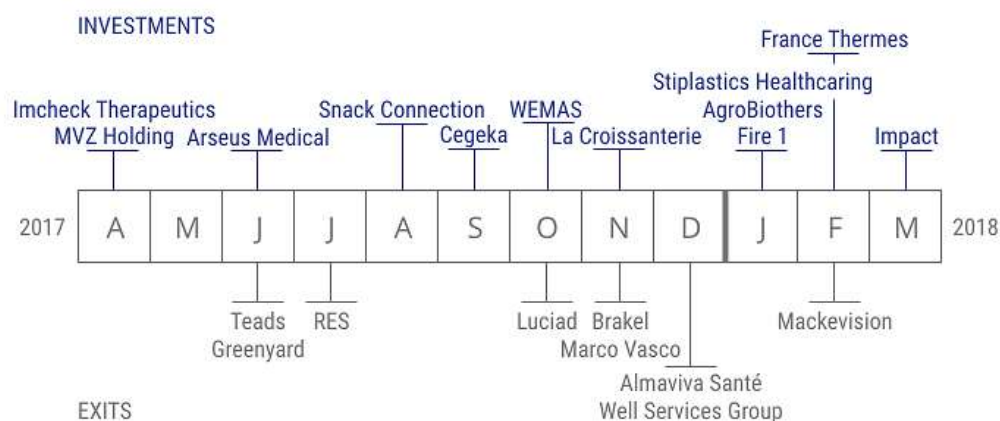 INVESTMENTS
France Thermes
Stiplastics Healthcaring
Imcheck Therapeutics Snack Connection WEMAS AgroBiothers
MVZ Holding Arseus Medical Cegeka La Croissanterie Fire 1 Impact
2017 A M J J A S O N D J F M 2018
Teads RES Luciad Brakel Mackevision
Greenyard Marco Vasco
Almaviva Santé
EXITS Well Services Group